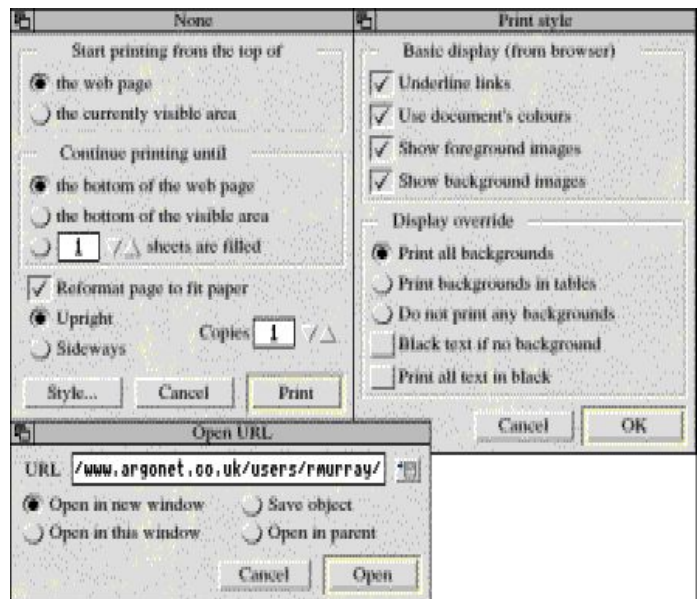 None
Start printing from the top of
the web page
the currently visible area
Continue printing until
the bottom of the web page
the bottom of the visible area
1 sheets are filled
Reformat page to fit paper
Upright
Sideways
Copies 1
Style... Cancel Print
Print style
Basic display (from browser)
Underline links
Use document's colours
Show foreground images
Show background images
Display override
Print all backgrounds
Print backgrounds in tables
Do not print any backgrounds
Black text if no background
Print all text in black
Cancel OK
Open URL
URL /www.argonet.co.uk/users/rmurray/
Open in new window Save object
Open in this window Open in parent
Cancel Open